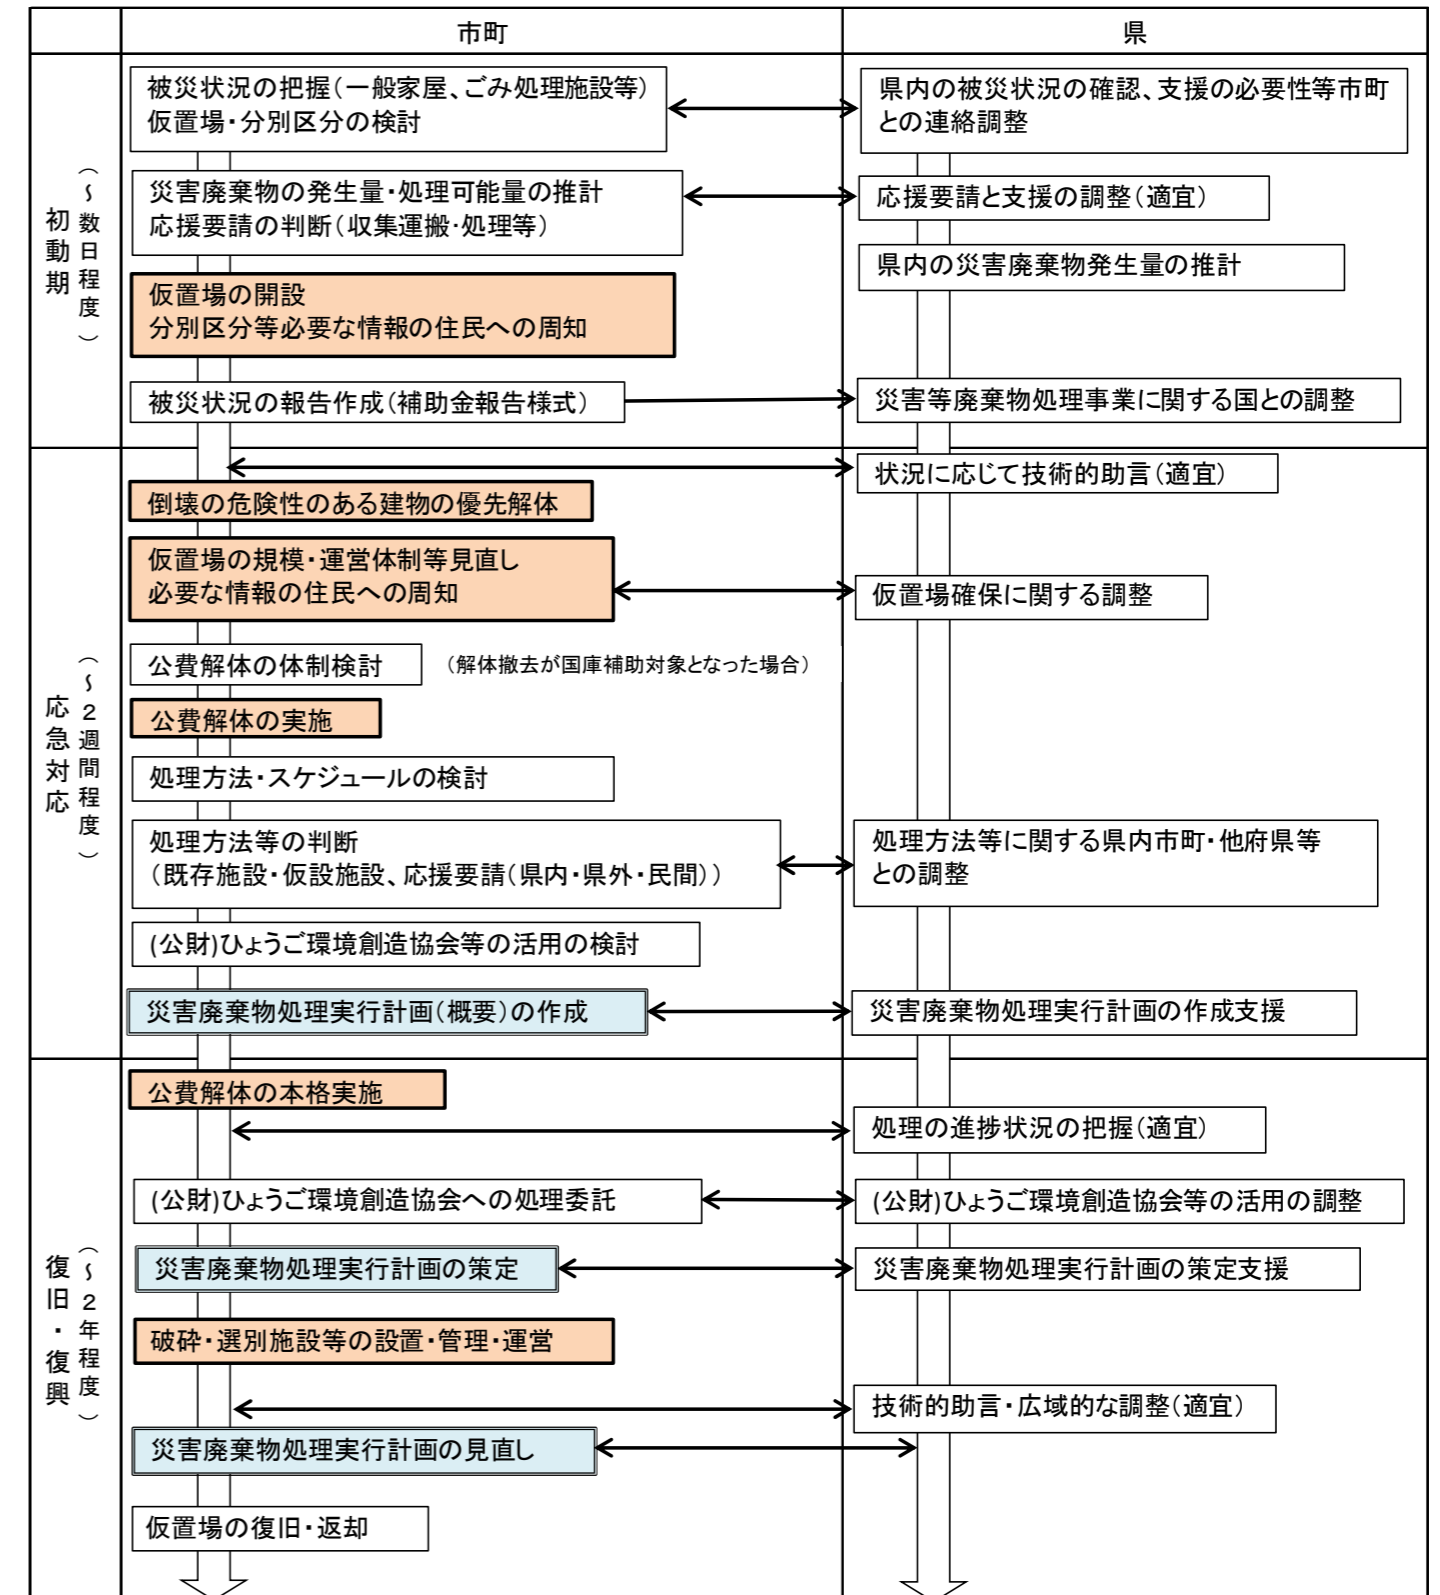 市町
県
初動期
（～数日程度）
被災状況の把握（一般家屋、ごみ処理施設等）
仮置場・分別区分の検討
県内の被災状況の確認、支援の必要性等市町
との連絡調整
災害廃棄物の発生量・処理可能量の推計
応援要請の判断（収集運搬・処理等）
応援要請と支援の調整（適宜）
県内の災害廃棄物発生量の推計
仮置場の開設
分別区分等必要な情報の住民への周知
被災状況の報告作成（補助金報告様式）
災害等廃棄物処理事業に関する国との調整
応急対応
（～２週間程度）
状況に応じて技術的助言（適宜）
倒壊の危険性のある建物の優先解体
仮置場の規模・運営体制等見直し
必要な情報の住民への周知
仮置場確保に関する調整
公費解体の体制検討
（解体撤去が国庫補助対象となった場合）
公費解体の実施
処理方法・スケジュールの検討
処理方法等の判断
（既存施設・仮設施設、応援要請（県内・県外・民間））
処理方法等に関する県内市町・他府県等
との調整
(公財)ひょうご環境創造協会等の活用の検討
災害廃棄物処理実行計画（概要）の作成
災害廃棄物処理実行計画の作成支援
復旧・復興
（～２年程度）
公費解体の本格実施
処理の進捗状況の把握（適宜）
(公財)ひょうご環境創造協会への処理委託
(公財)ひょうご環境創造協会等の活用の調整
災害廃棄物処理実行計画の策定
災害廃棄物処理実行計画の策定支援
破砕・選別施設等の設置・管理・運営
技術的助言・広域的な調整（適宜）
災害廃棄物処理実行計画の見直し
仮置場の復旧・返却